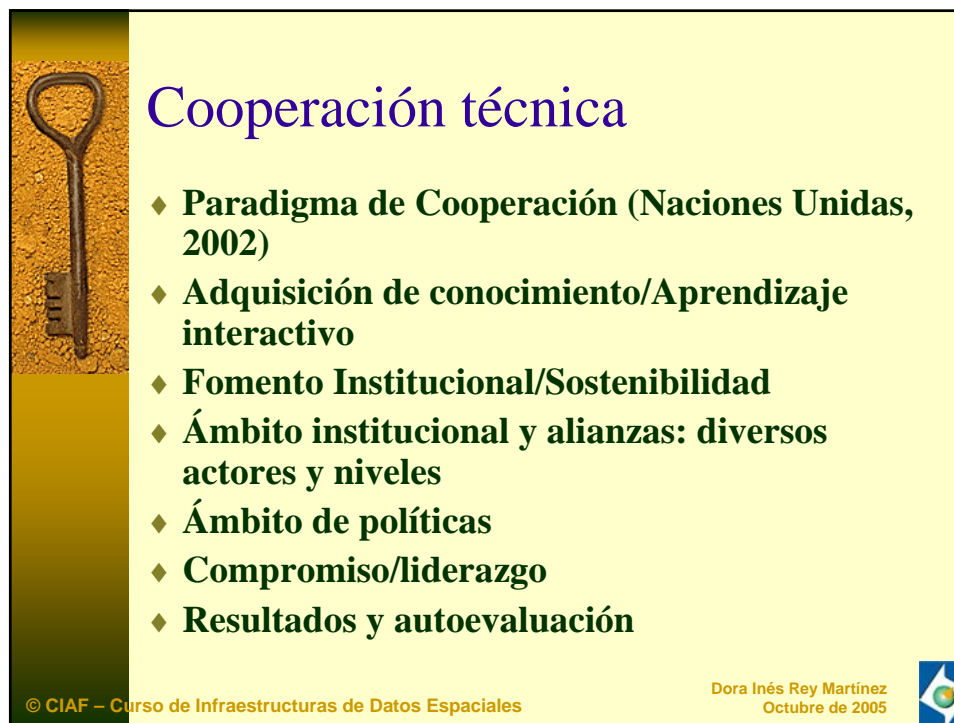 Cooperación técnica
♦ Paradigma de Cooperación (Naciones Unidas,
2002)
♦ Adquisición de conocimiento/Aprendizaje
interactivo
♦ Fomento Institucional/Sostenibilidad
♦ Ámbito institucional y alianzas: diversos
actores y niveles
♦ Ámbito de políticas
♦ Compromiso/liderazgo
♦ Resultados y autoevaluación
© CIAF – Curso de Infraestructuras de Datos Espaciales
Dora Inés Rey Martínez
Octubre de 2005